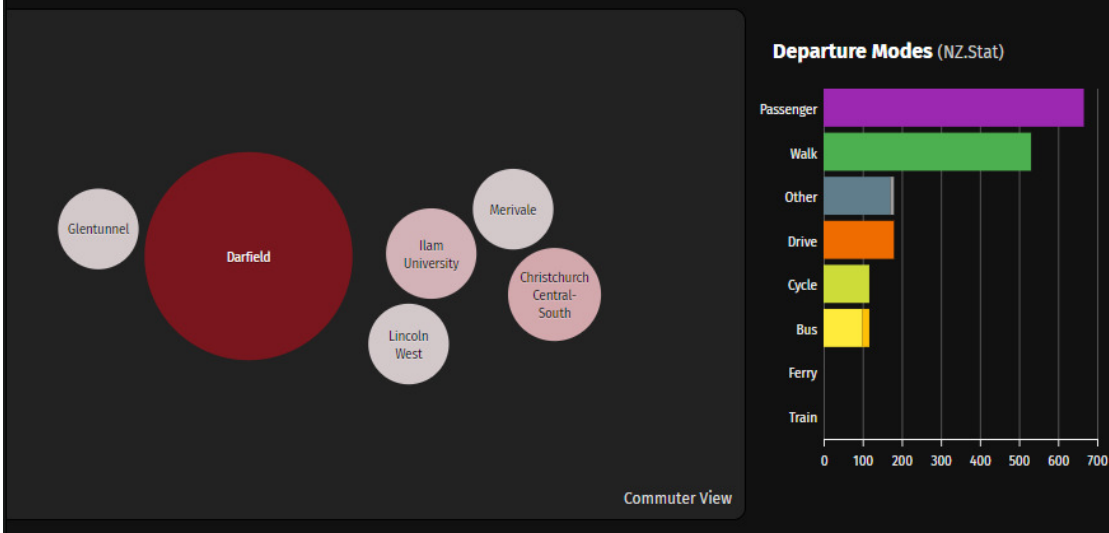 Glentunnel
Darfield
Ilam
University
Merivale
Christchurch
Central-
South
Lincoln
West
Commuter View
Departure Modes (NZ.Stat)
Passenger
Walk
Other
Drive
Cycle
Bus
Ferry
Train
0 100 200 300 400 500 600 700